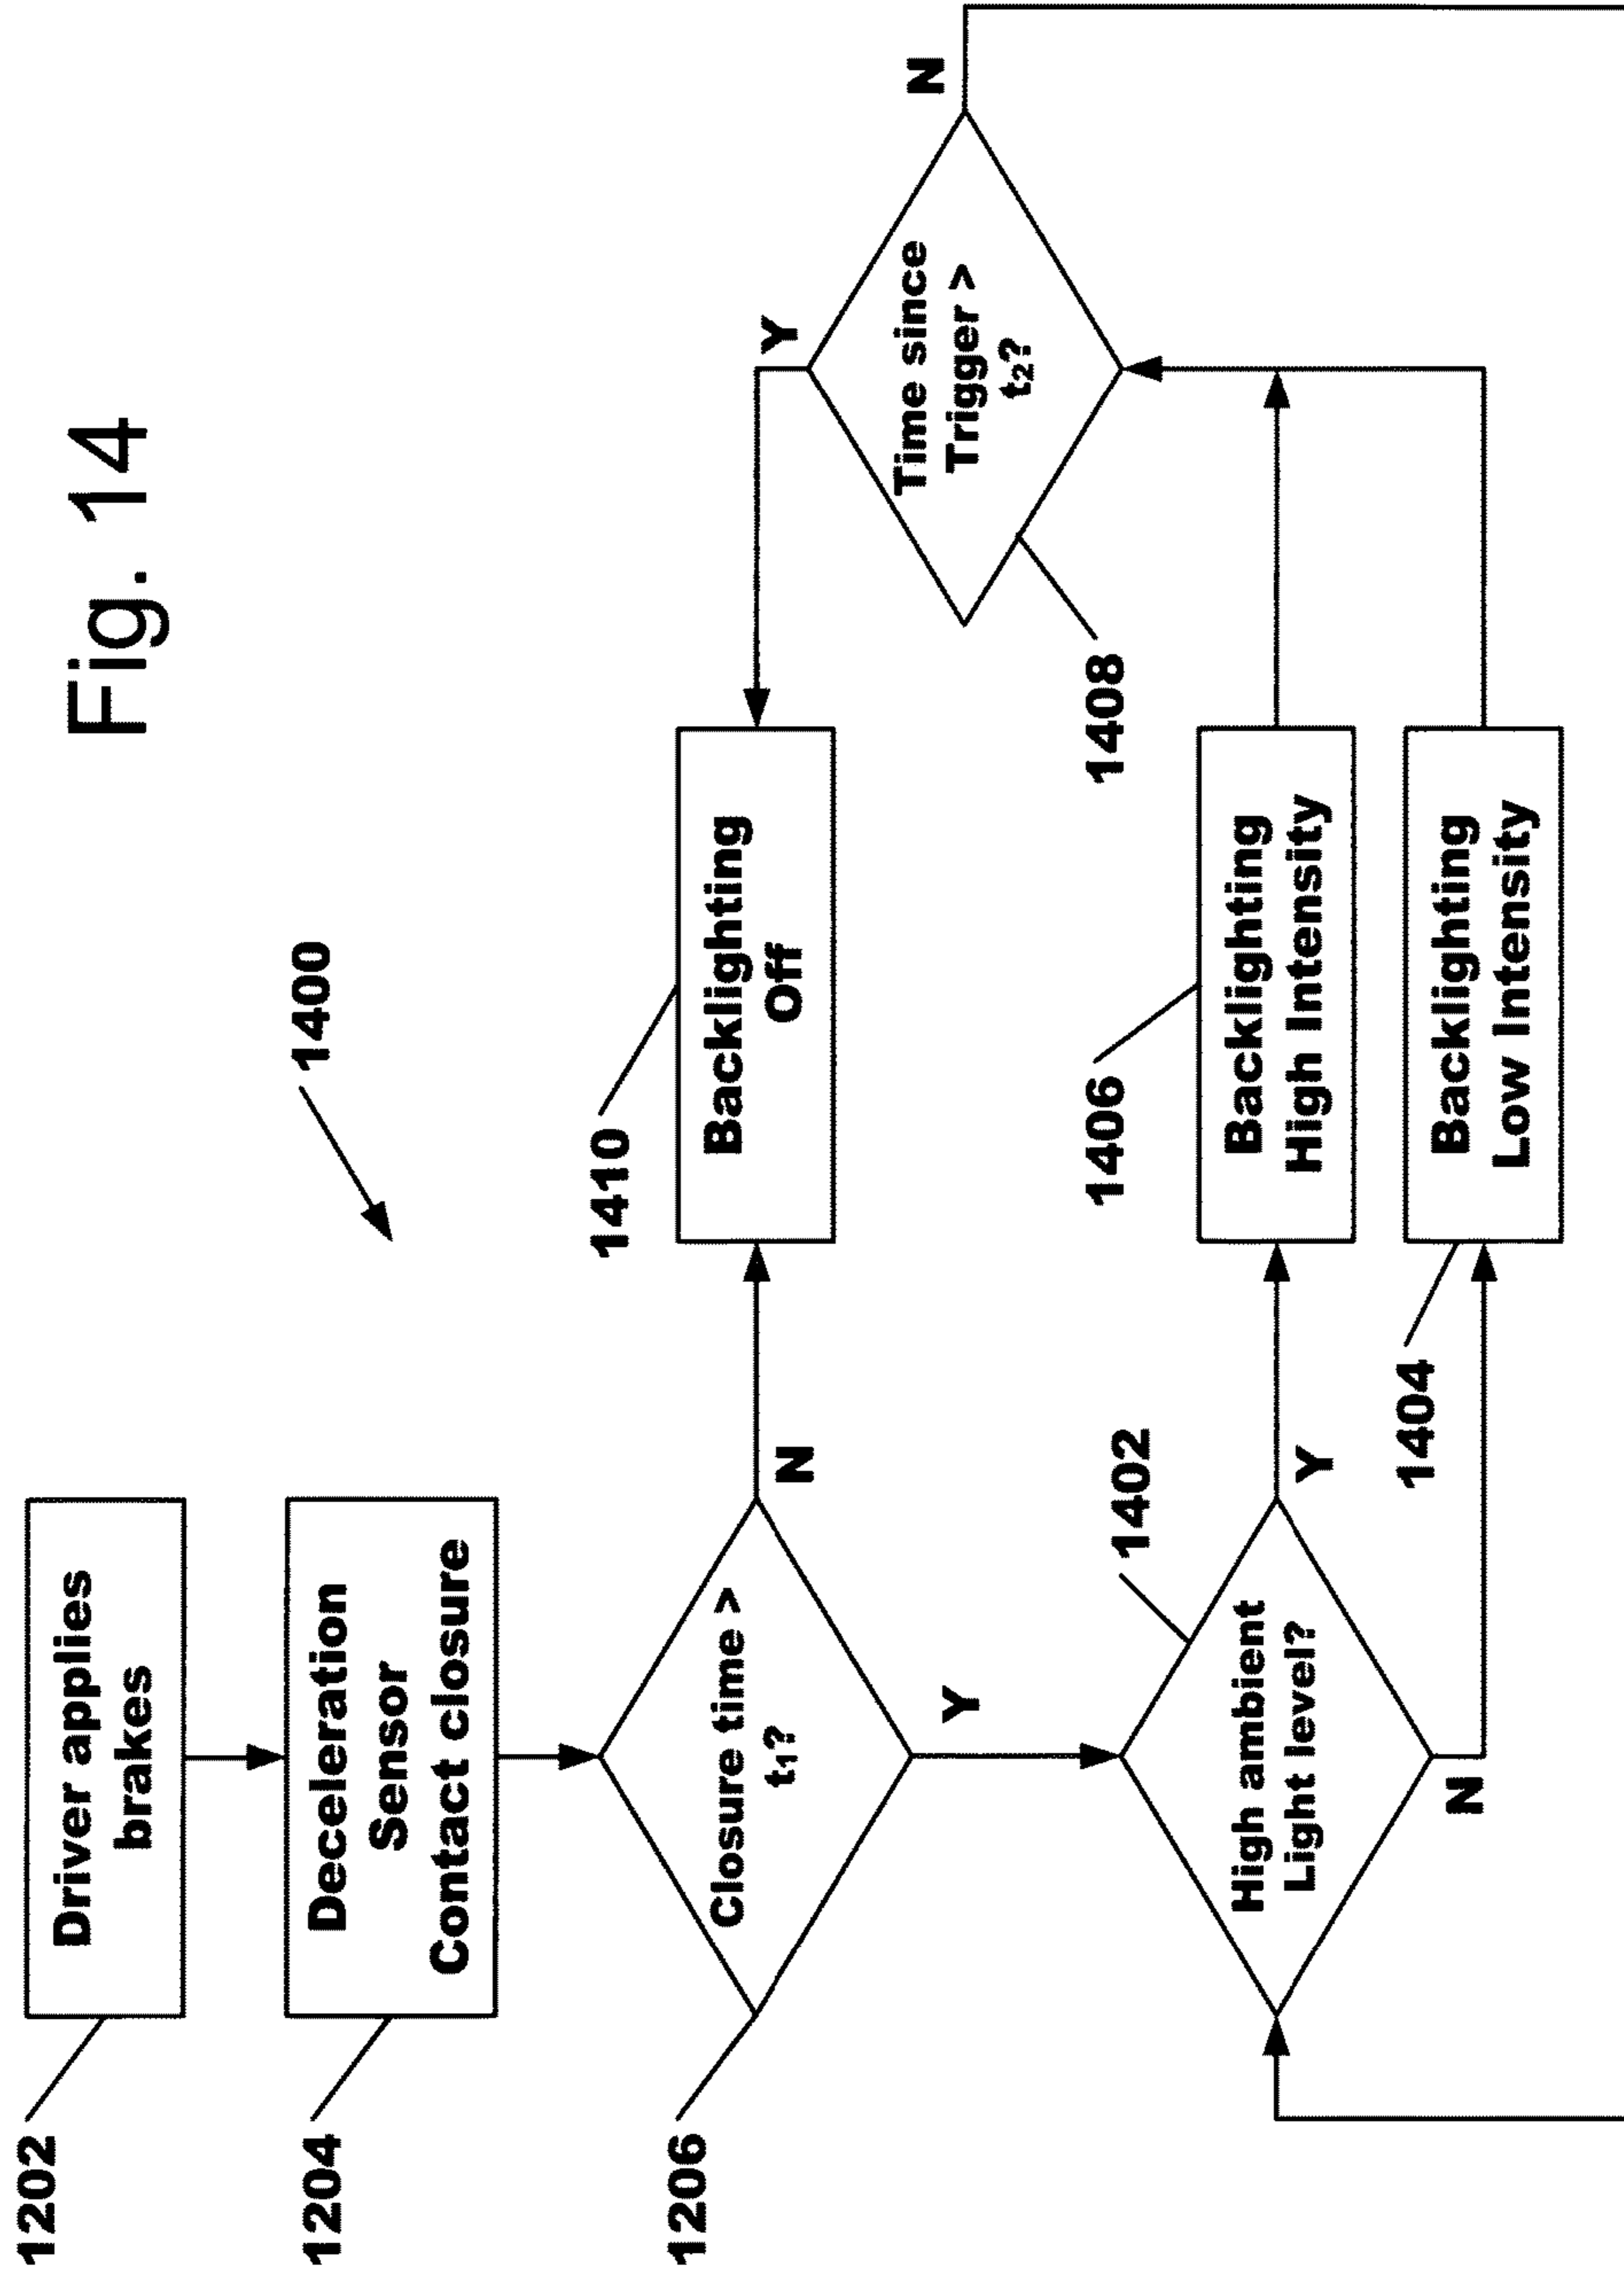 Fig. 14
1400
1202
Driver applies
brakes
1204
Deceleration
Sensor
Contact closure
1206
Closure time >
t₁?
N
Y
1410
Backlighting
Off
Y
Time since
Trigger >
t₂?
N
1408
1402
High ambient
Light level?
Y
N
1406
Backlighting
High Intensity
1404
Backlighting
Low Intensity